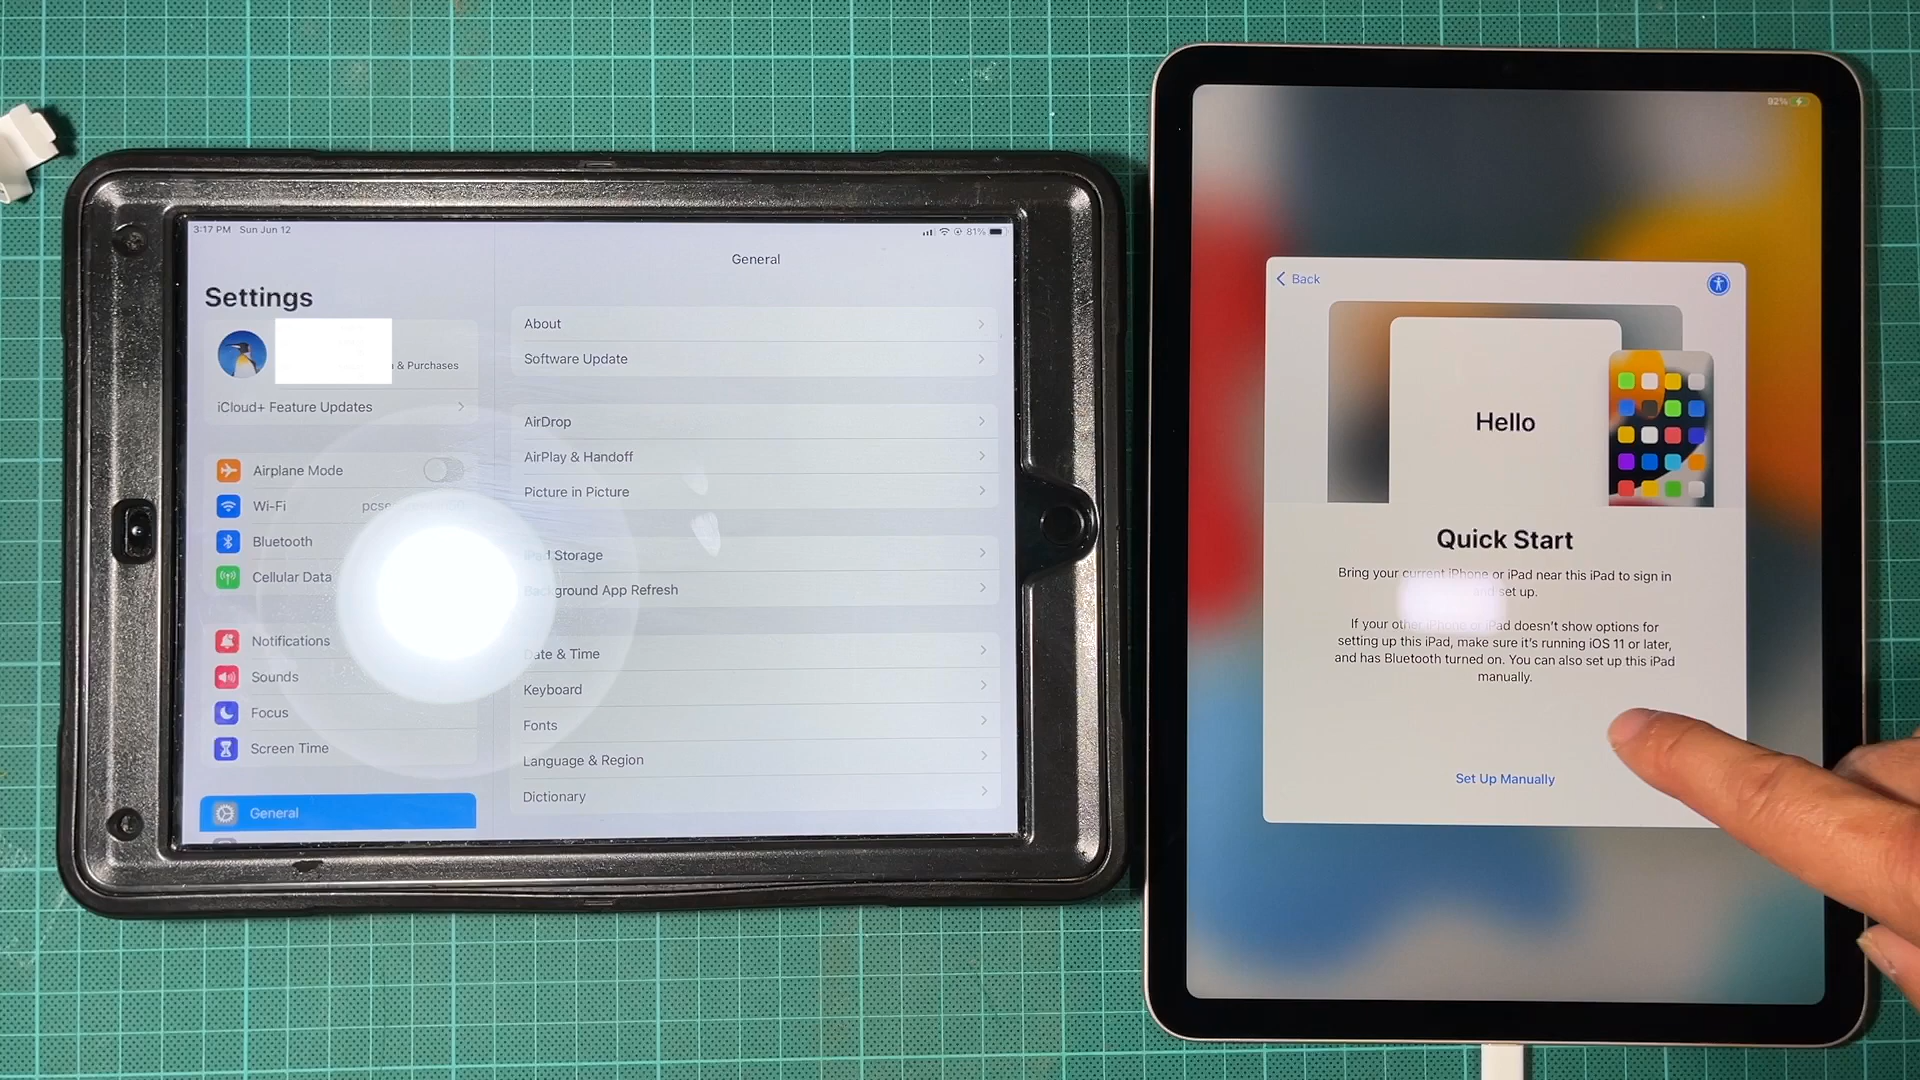 3:17 PM Sun Jun 12
81%
Settings
& Purchases
iCloud+ Feature Updates
Airplane Mode
Wi-Fi
Bluetooth
Cellular Data
Notifications
Sounds
Focus
Screen Time
General
General
About
Software Update
AirDrop
AirPlay & Handoff
Picture in Picture
iPad Storage
Background App Refresh
Date & Time
Keyboard
Fonts
Language & Region
Dictionary
92%
Back
Hello
Quick Start
Bring your current iPhone or iPad near this iPad to sign in
and set up.
If your other iPhone or iPad doesn't show options for
setting up this iPad, make sure it's running iOS 11 or later,
and has Bluetooth turned on. You can also set up this iPad
manually.
Set Up Manually